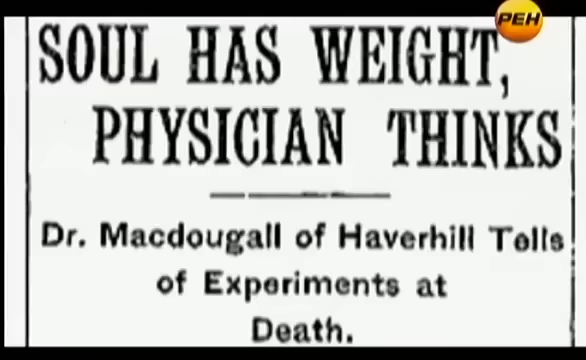 РЕН
SOUL HAS WEIGHT,
PHYSICIAN THINKS
Dr. Macdougall of Haverhill Tells
of Experiments at
Death.